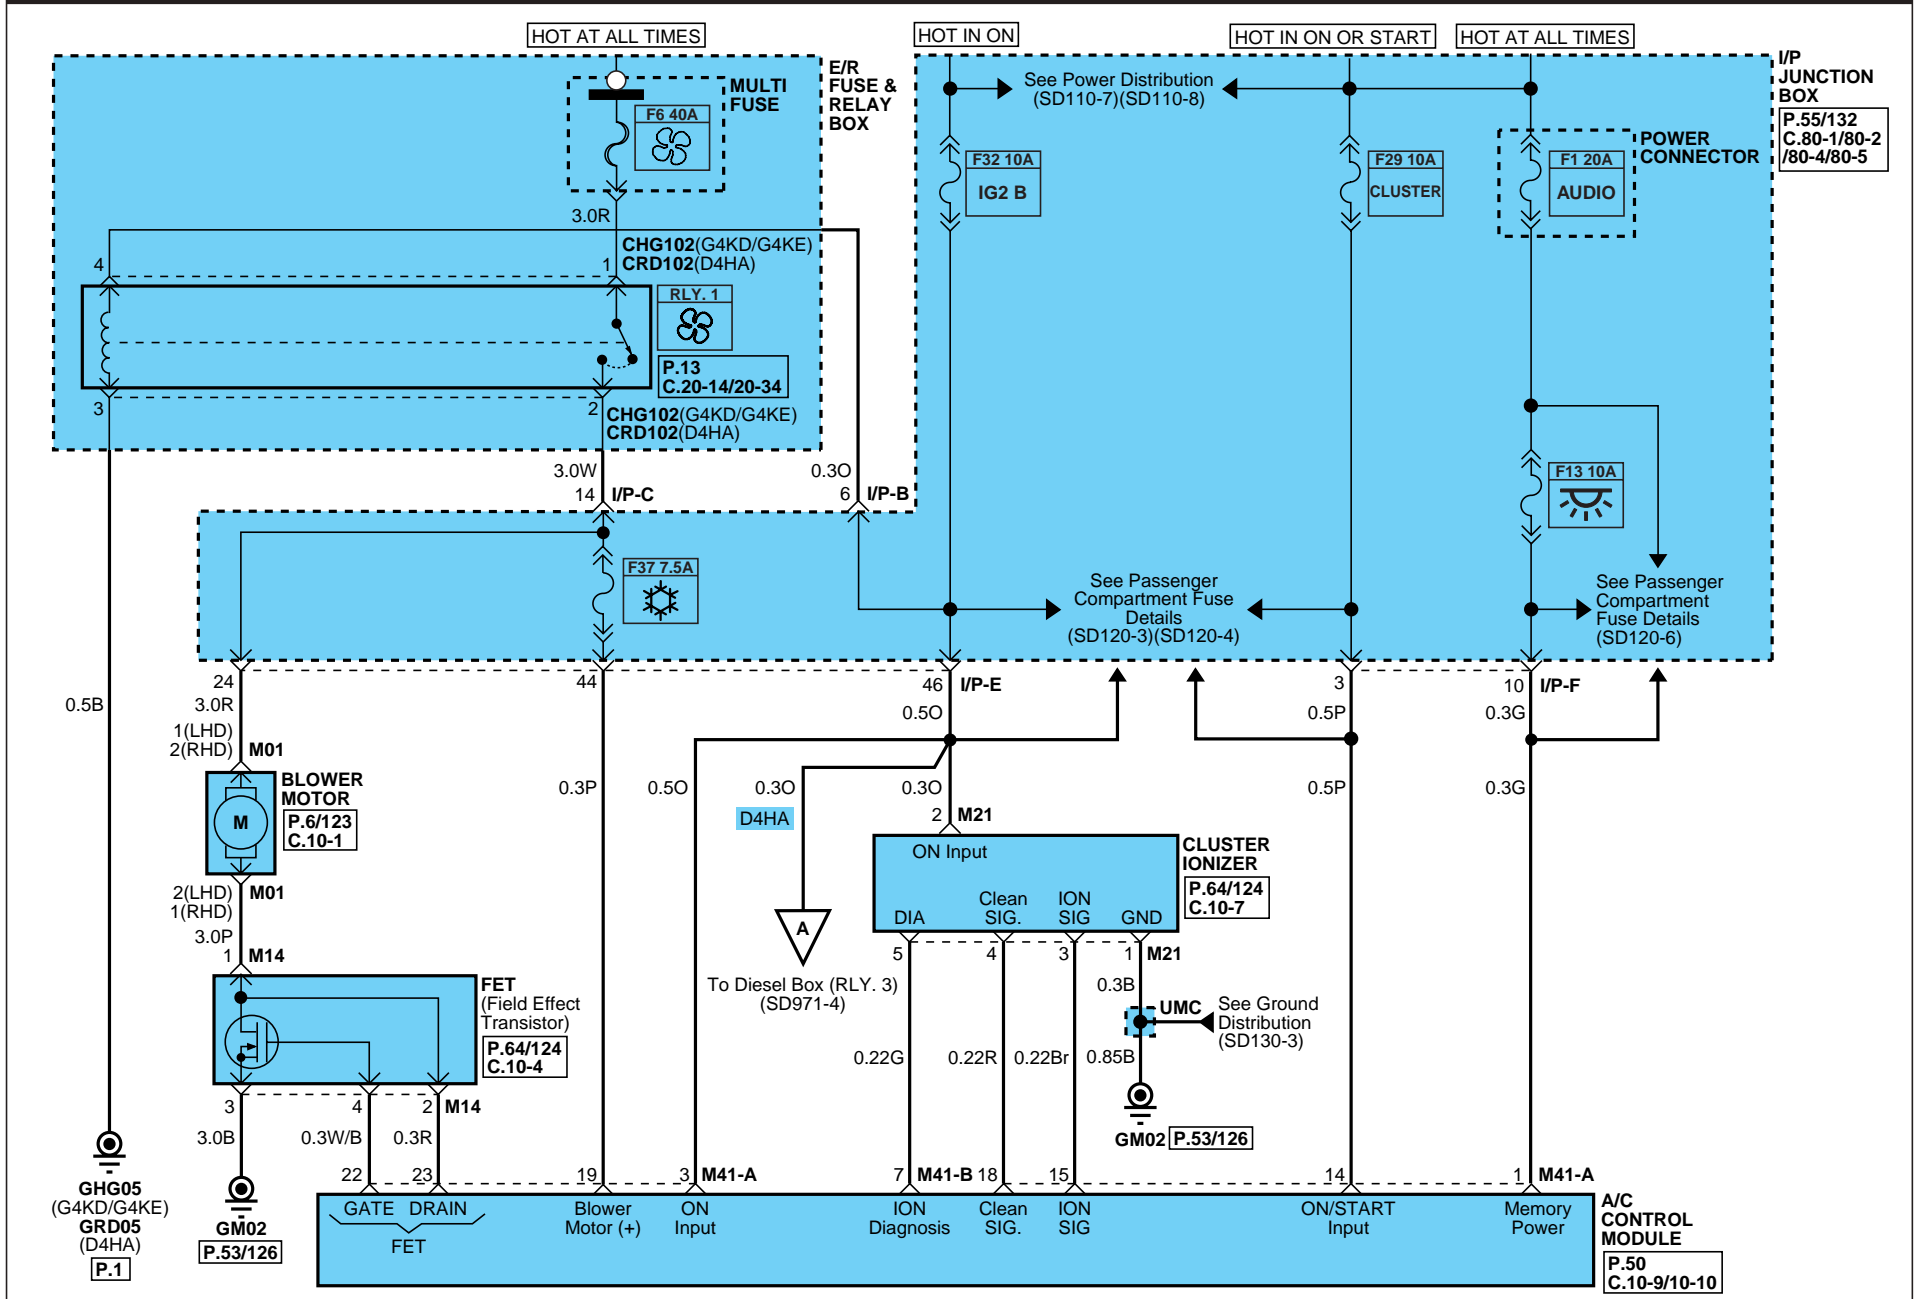 HOT AT ALL TIMES
HOT IN ON
HOT IN ON OR START
HOT AT ALL TIMES
E/R
FUSE &
RELAY
BOX
MULTI
FUSE
F6 40A
3.0R
CHG102(G4KD/G4KE)
CRD102(D4HA)
4
1
RLY. 1
P.13
C.20-14/20-34
3
2
CHG102(G4KD/G4KE)
CRD102(D4HA)
3.0W
14 I/P-C
0.3O
6 I/P-B
See Power Distribution
(SD110-7)(SD110-8)
I/P
JUNCTION
BOX
P.55/132
C.80-1/80-2
/80-4/80-5
F32 10A
IG2 B
F29 10A
CLUSTER
F1 20A
AUDIO
POWER
CONNECTOR
F13 10A
F37 7.5A
See Passenger
Compartment Fuse
Details
(SD120-3)(SD120-4)
See Passenger
Compartment
Fuse Details
(SD120-6)
24
44
46 I/P-E
3
10 I/P-F
0.5B
3.0R
0.5O
0.5P
0.3G
1(LHD)
2(RHD) M01
BLOWER
MOTOR
P.6/123
C.10-1
M
2(LHD) M01
1(RHD)
3.0P
1 M14
FET
(Field Effect
Transistor)
P.64/124
C.10-4
3
4
2 M14
3.0B
0.3W/B
0.3R
0.3P
0.5O
0.3O
D4HA
0.3O
0.5P
0.3G
2 M21
ON Input
CLUSTER
IONIZER
P.64/124
C.10-7
DIA
Clean
SIG.
ION
SIG
GND
5
4
3
1 M21
A
To Diesel Box (RLY. 3)
(SD971-4)
0.3B
UMC
See Ground
Distribution
(SD130-3)
0.22G
0.22R
0.22Br
0.85B
GM02 P.53/126
GHG05
(G4KD/G4KE)
GRD05
(D4HA)
P.1
GM02
P.53/126
22
23
19
3 M41-A
7 M41-B
18
15
14
1 M41-A
GATE
DRAIN
FET
Blower
Motor (+)
ON
Input
ION
Diagnosis
Clean
SIG.
ION
SIG
ON/START
Input
Memory
Power
A/C
CONTROL
MODULE
P.50
C.10-9/10-10